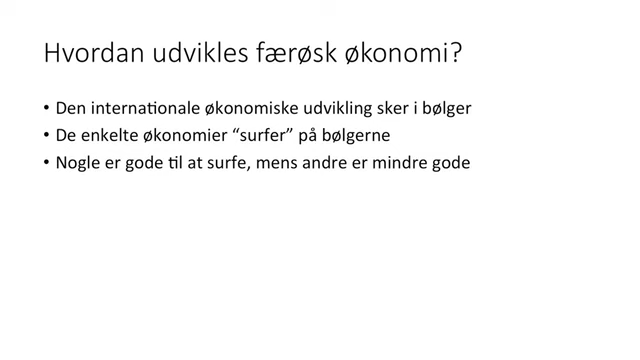 Hvordan udvikles færøsk økonomi?
• Den internationale økonomiske udvikling sker i bølger
• De enkelte økonomier “surfer” på bølgerne
• Nogle er gode til at surfe, mens andre er mindre gode